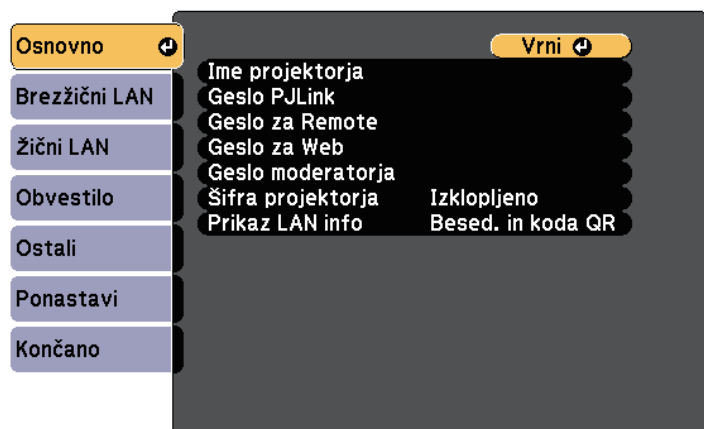 Osnovno
Brezžični LAN
Žični LAN
Obvestilo
Ostali
Ponastavi
Končano
Vrni
Ime projektorja
Geslo PJLink
Geslo za Remote
Geslo za Web
Geslo moderatorja
Šifra projektorja Izklopljeno
Prikaz LAN info Besed. in koda QR